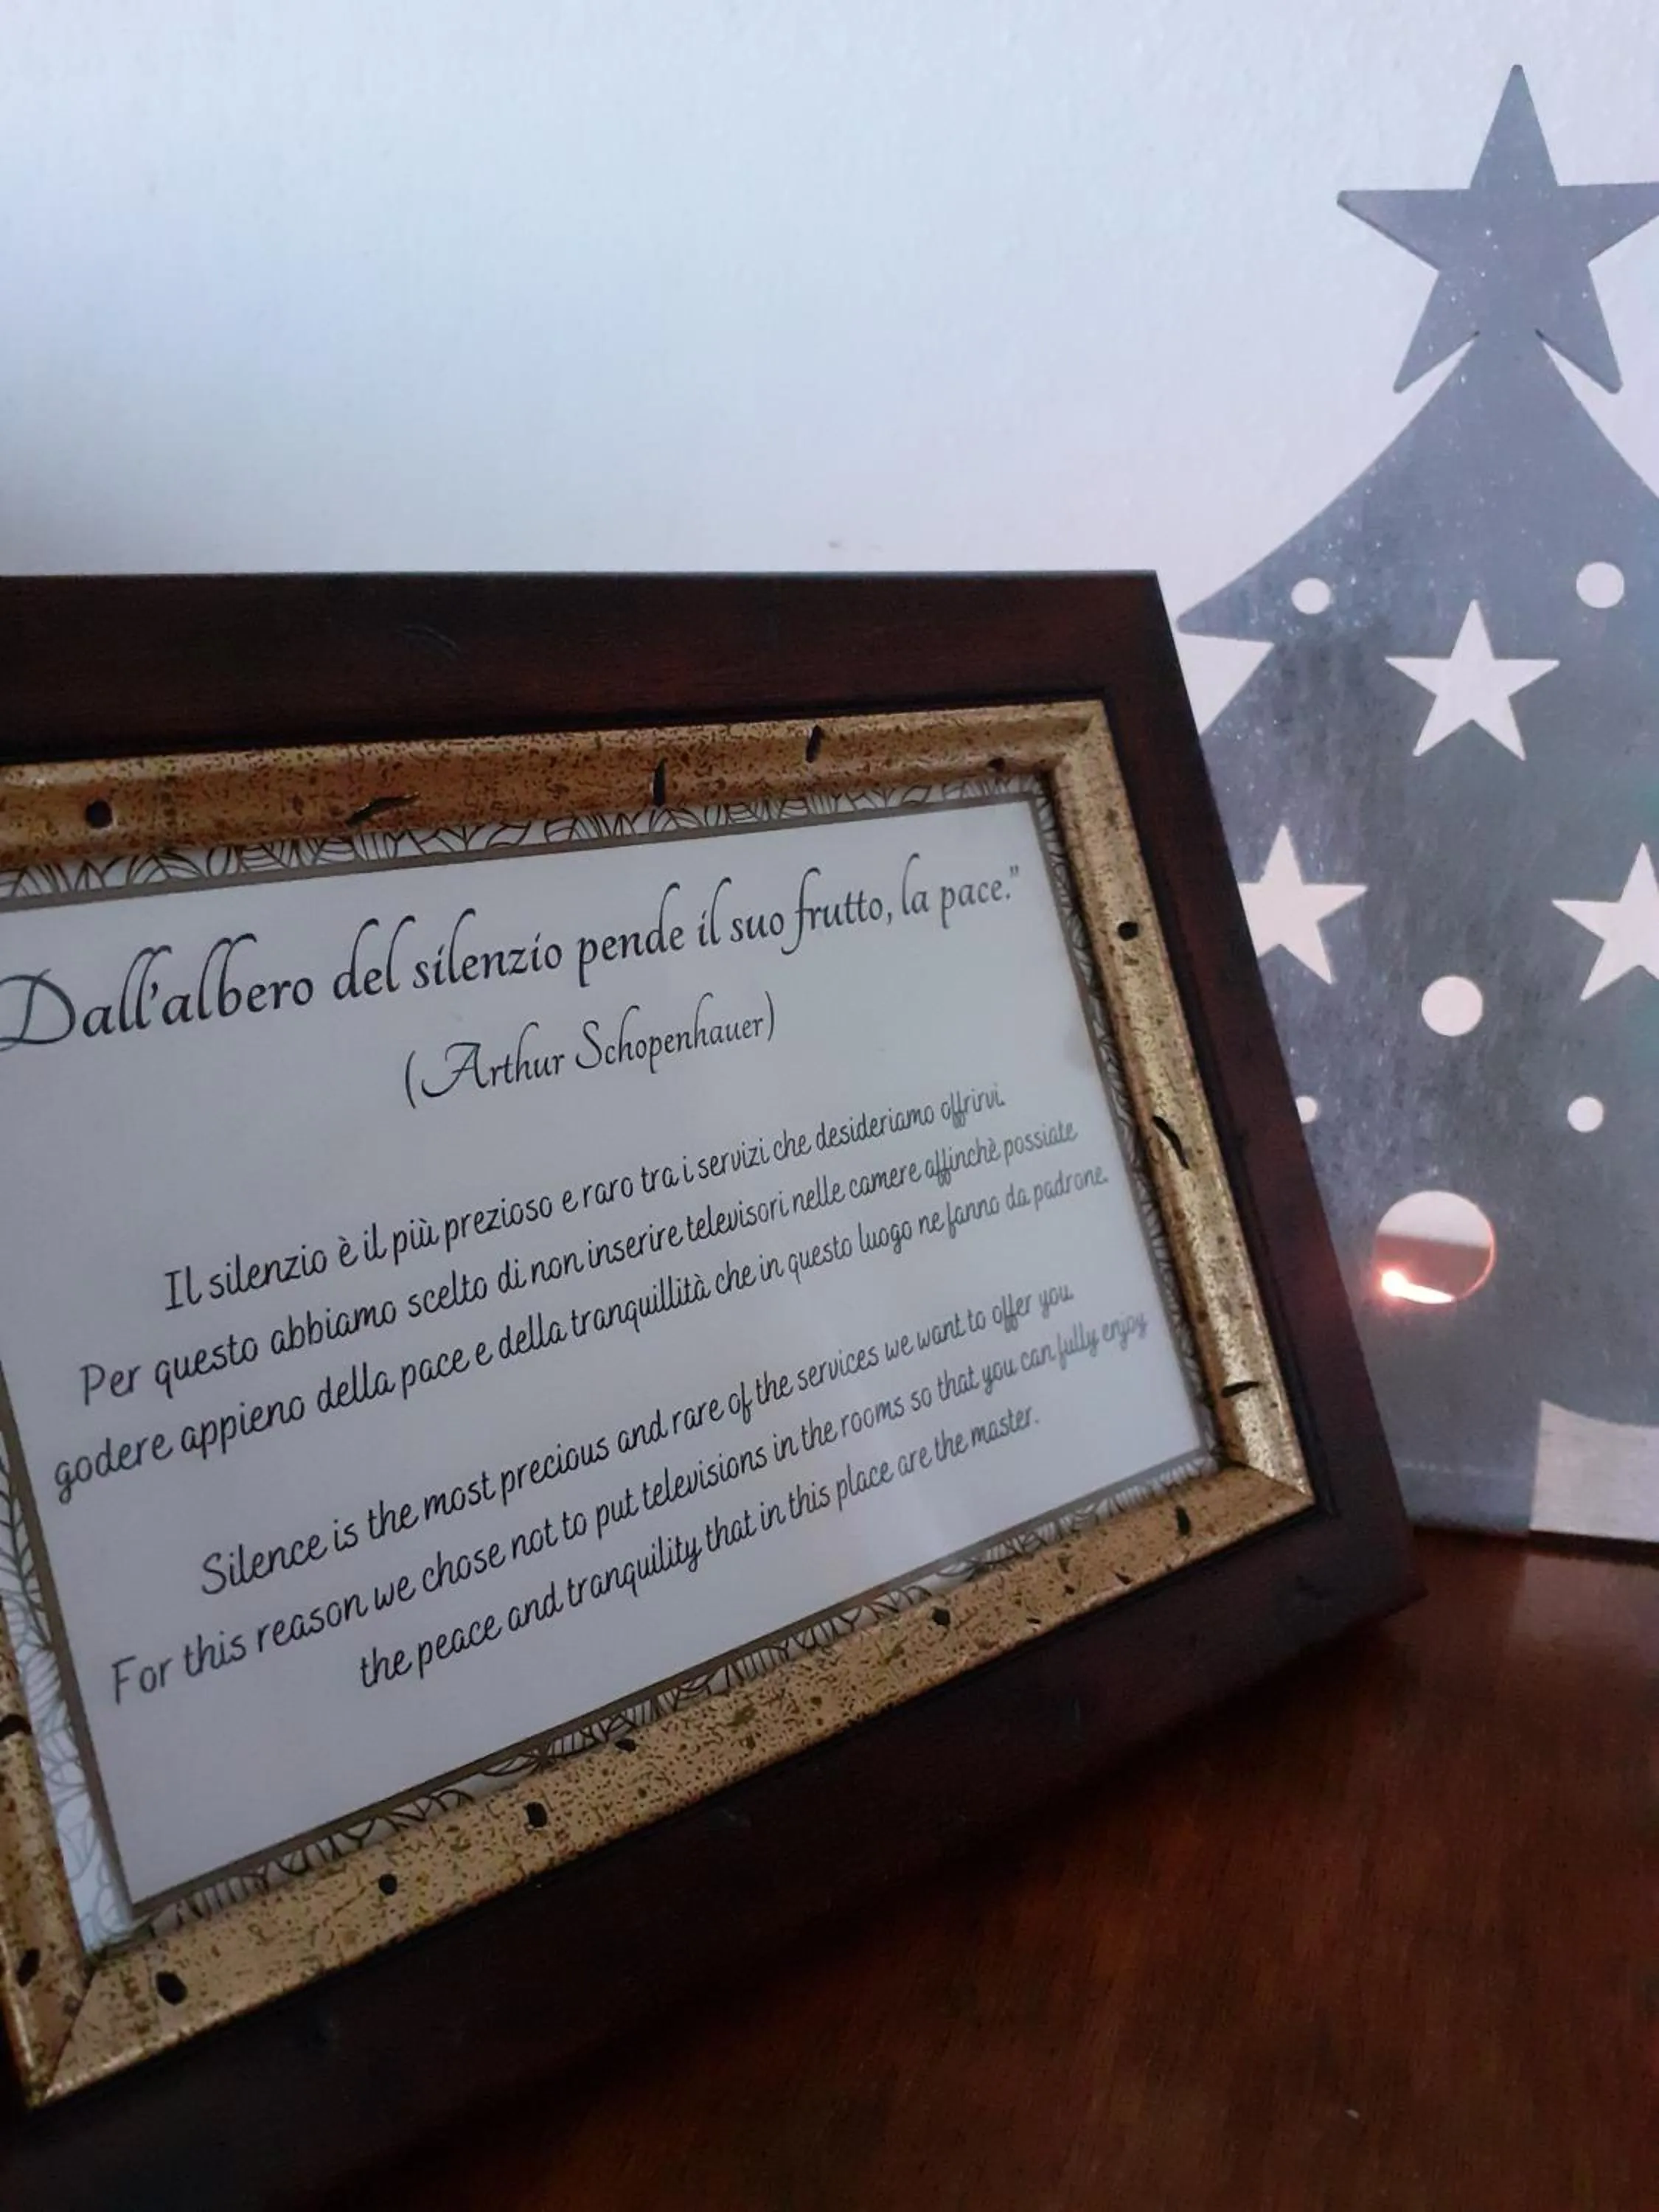 Dall'albero del silenzio pende il suo frutto, la pace."
(Arthur Schopenhauer)
Il silenzio è il più prezioso e raro tra i servizi che desideriamo offrirvi.
Per questo abbiamo scelto di non inserire televisori nelle camere affinchè possiate
godere appieno della pace e della tranquillità che in questo luogo ne fanno da padrone.
Silence is the most precious and rare of the services we want to offer you.
For this reason we chose not to put televisions in the rooms so that you can fully enjoy
the peace and tranquility that in this place are the master.